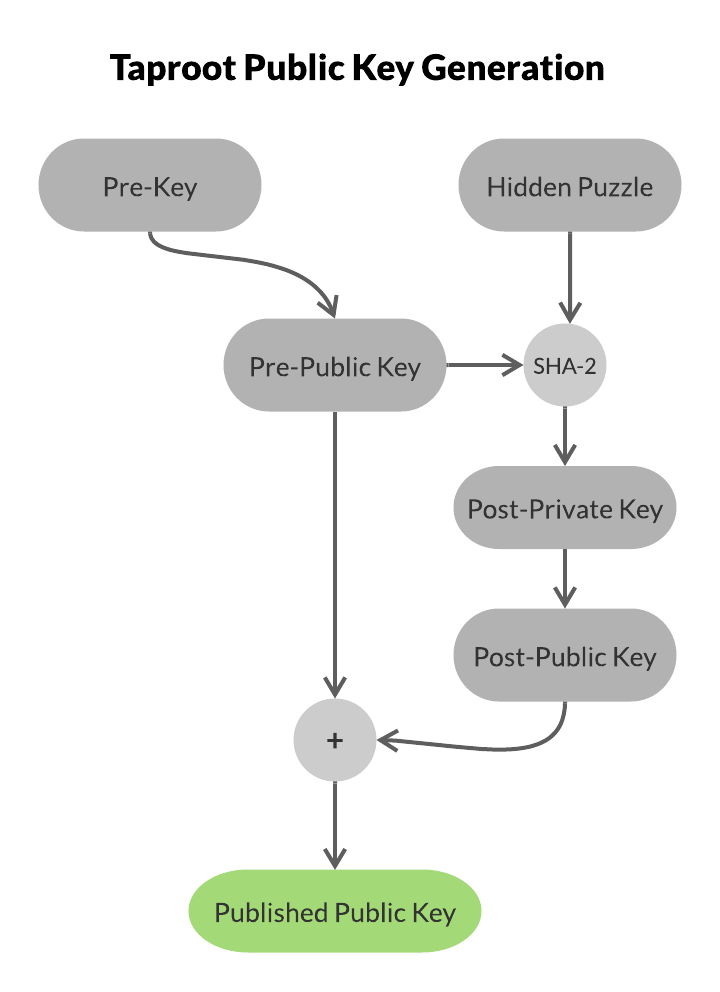 Taproot Public Key Generation
Pre-Key
Hidden Puzzle
Pre-Public Key
SHA-2
Post-Private Key
Post-Public Key
+
Published Public Key